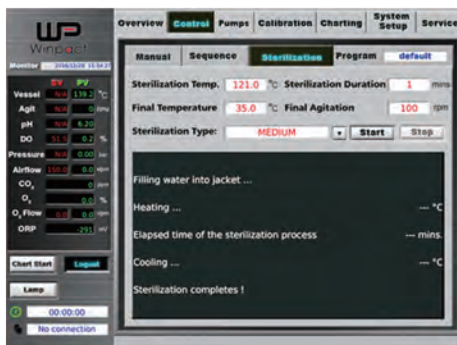 WP
Winpact
Monitor
SV PV
Vessel N/A 139.2 °C
Agit N/A 0 rpm
pH N/A 6.20
DO 51.5 0.2 %
Pressure N/A 0.00 bar
Airflow 150.0 0.0
CO2 0
O2 0.0 %
O2 Flow 0.0 0.0
ORP -291 mV
Chart Start Logout
Lamp
00:00:00
No connection
Overview Control Pumps Calibration Charting System Setup Service
Manual Sequence Sterilization Program default
Sterilization Temp. 121.0 °C Sterilization Duration 1 mins
Final Temperature 35.0 °C Final Agitation 100 rpm
Sterilization Type: MEDIUM Start Stop
Filling water into jacket ...
Heating ... --- °C
Elapsed time of the sterilization process --- mins.
Cooling ... --- °C
Sterilization completes !